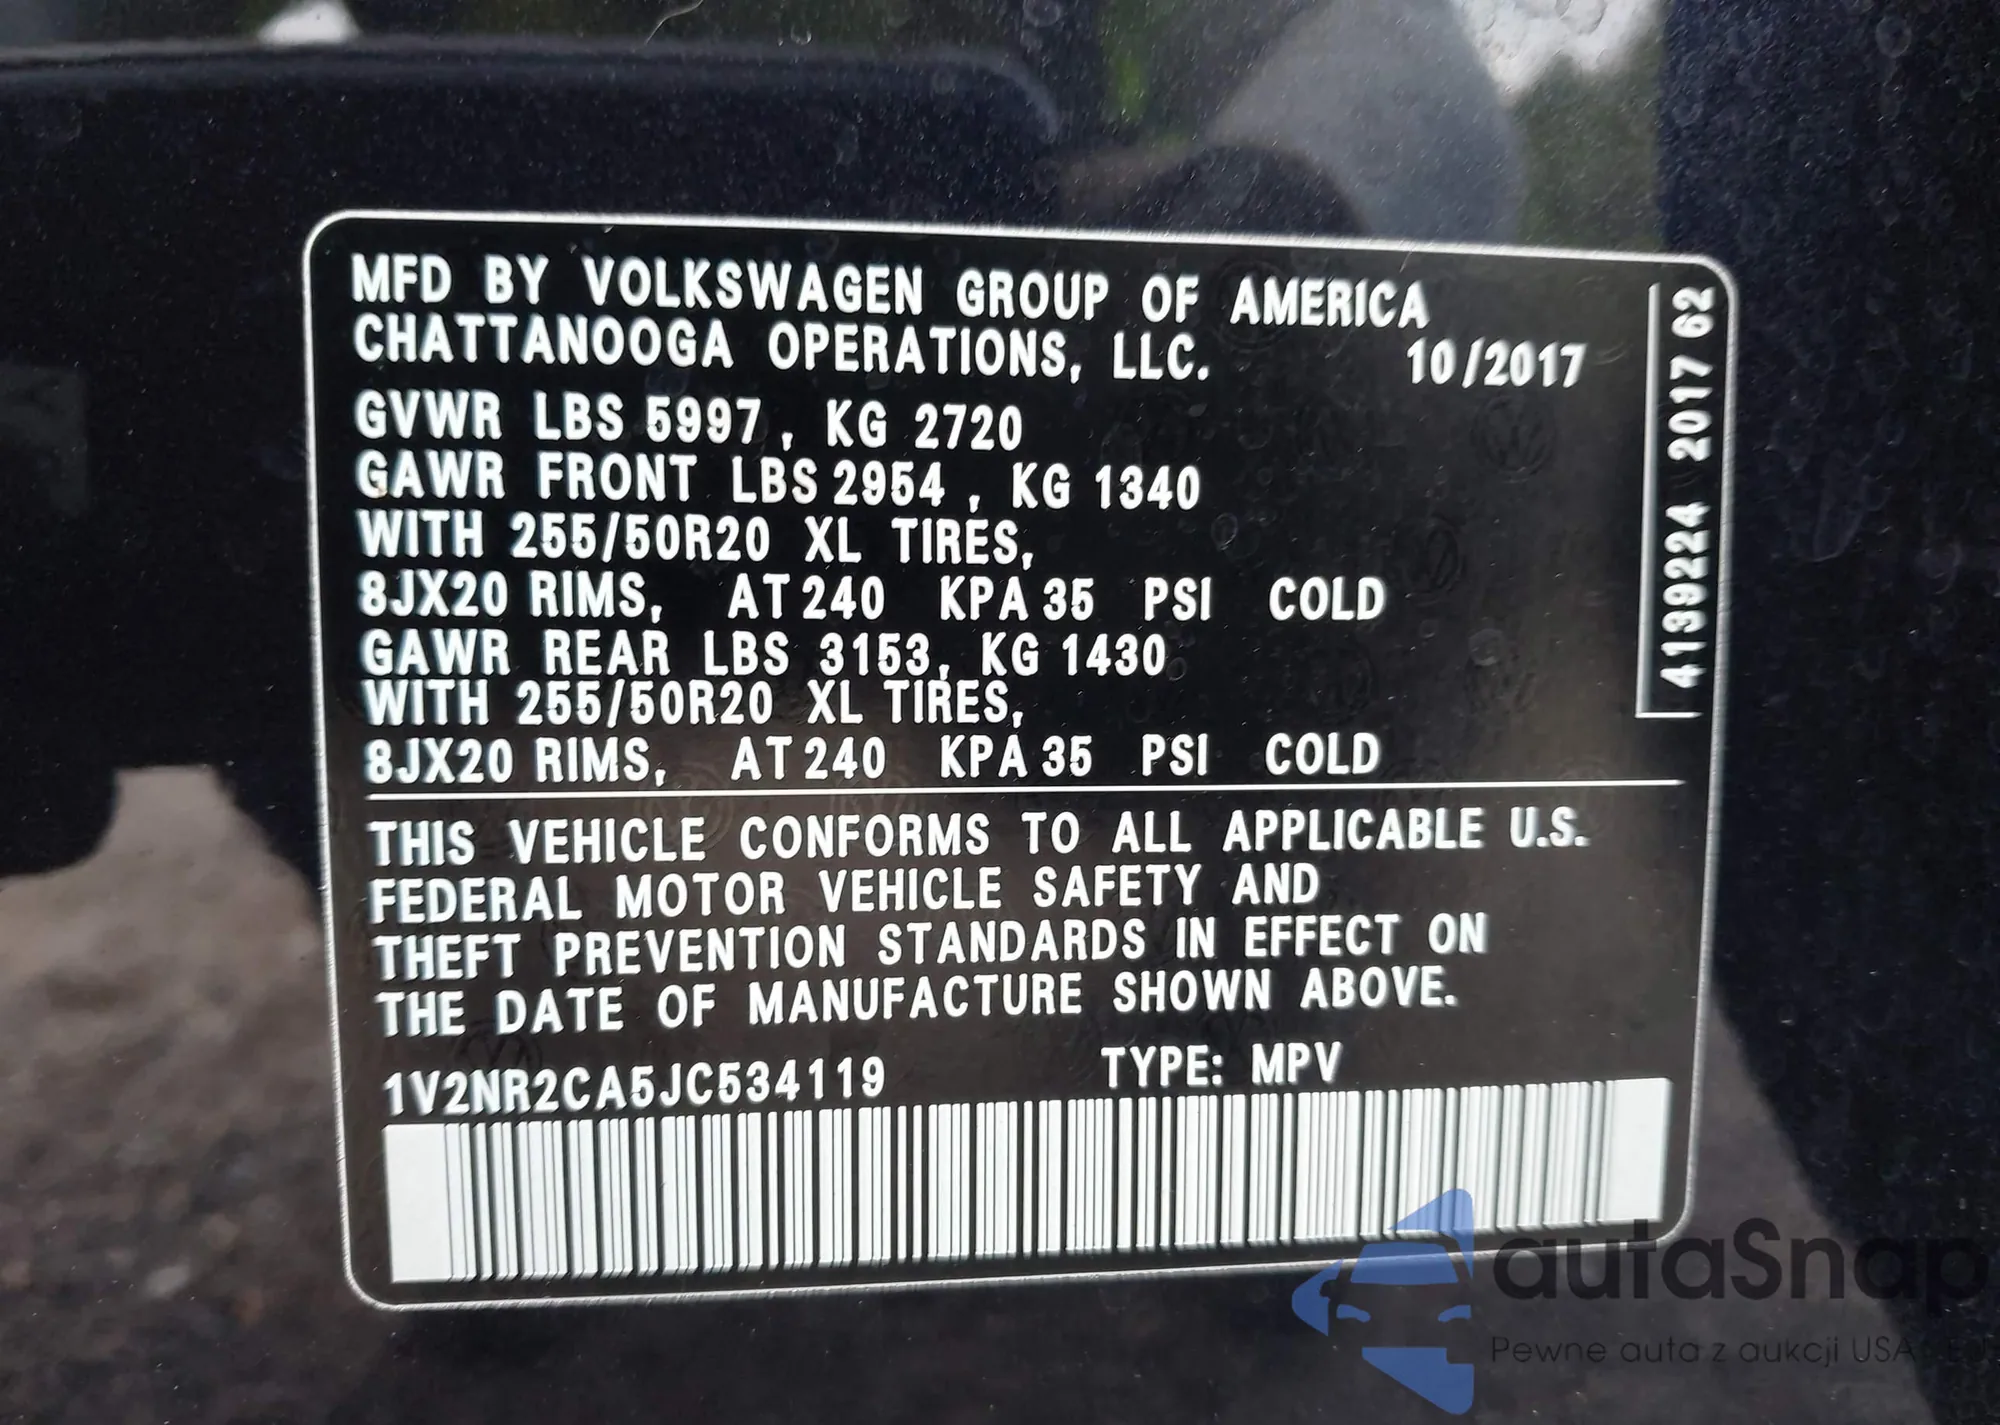 MFD BY VOLKSWAGEN GROUP OF AMERICA
CHATTANOOGA OPERATIONS, LLC. 10/2017
GVWR LBS 5997, KG 2720
GAWR FRONT LBS 2954, KG 1340
WITH 255/50R20 XL TIRES,
8JX20 RIMS, AT 240 KPA 35 PSI COLD
GAWR REAR LBS 3153, KG 1430
WITH 255/50R20 XL TIRES,
8JX20 RIMS, AT 240 KPA 35 PSI COLD
THIS VEHICLE CONFORMS TO ALL APPLICABLE U.S.
FEDERAL MOTOR VEHICLE SAFETY AND
THEFT PREVENTION STANDARDS IN EFFECT ON
THE DATE OF MANUFACTURE SHOWN ABOVE.
1V2NR2CA5JC534119 TYPE: MPV
4139224 2017 62
autaSnap
Pewne auta z aukcji USA